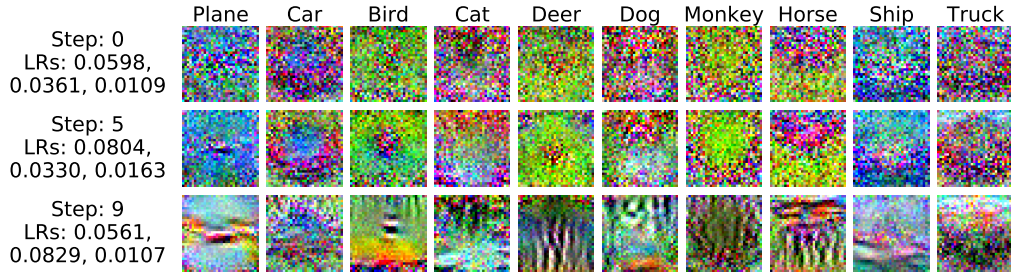 Plane Car Bird Cat Deer Dog Monkey Horse Ship Truck
Step: 0
LRs: 0.0598,
0.0361, 0.0109
Step: 5
LRs: 0.0804,
0.0330, 0.0163
Step: 9
LRs: 0.0561,
0.0829, 0.0107